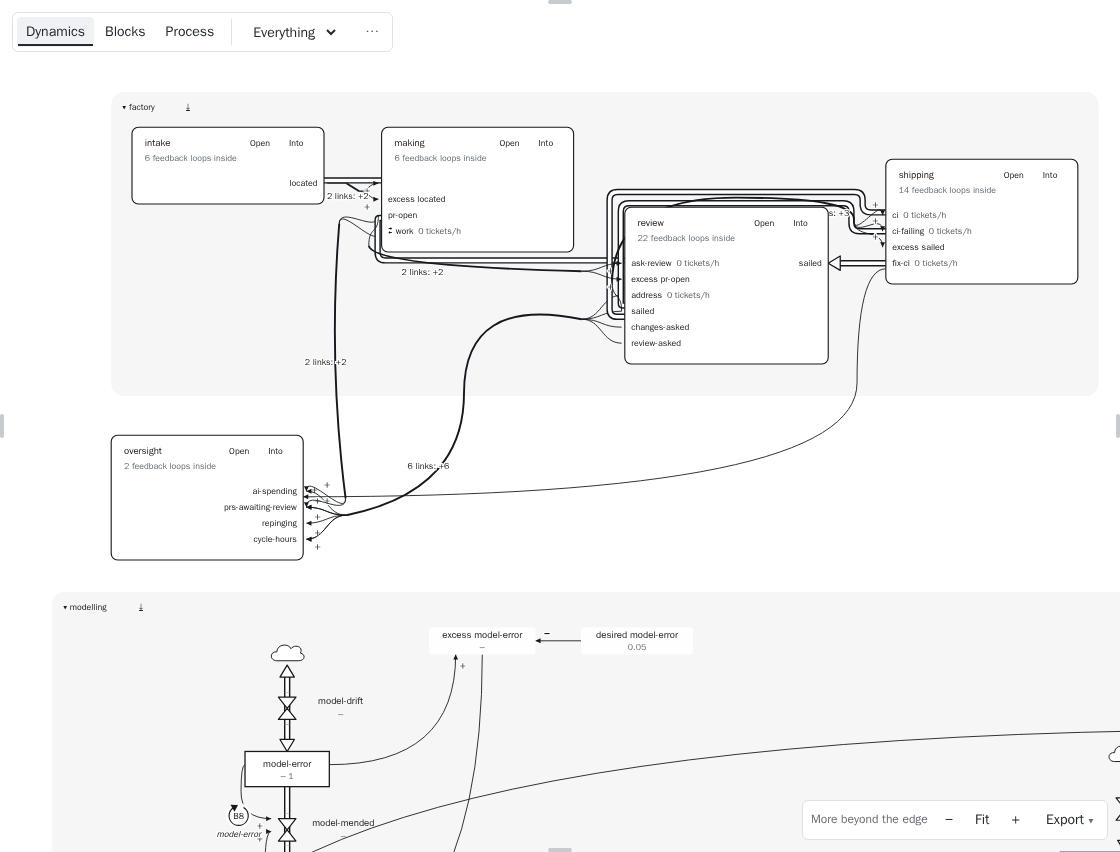 Dynamics Blocks Process Everything ...
factory
intake Open Into
6 feedback loops inside
located
making Open Into
6 feedback loops inside
excess located
pr-open
work 0 tickets/h
2 links: +2
shipping Open Into
14 feedback loops inside
ci 0 tickets/h
ci-failing 0 tickets/h
excess sailed
fix-ci 0 tickets/h
s: +3
review Open Into
22 feedback loops inside
ask-review 0 tickets/h
sailed
excess pr-open
address 0 tickets/h
sailed
changes-asked
review-asked
2 links: +2
2 links: +2
6 links: +6
oversight Open Into
2 feedback loops inside
ai-spending
prs-awaiting-review
repinging
cycle-hours
modelling
excess model-error
–
desired model-error
0.05
model-drift
–
model-error
– 1
B8
model-error
model-mended
–
More beyond the edge − Fit + Export